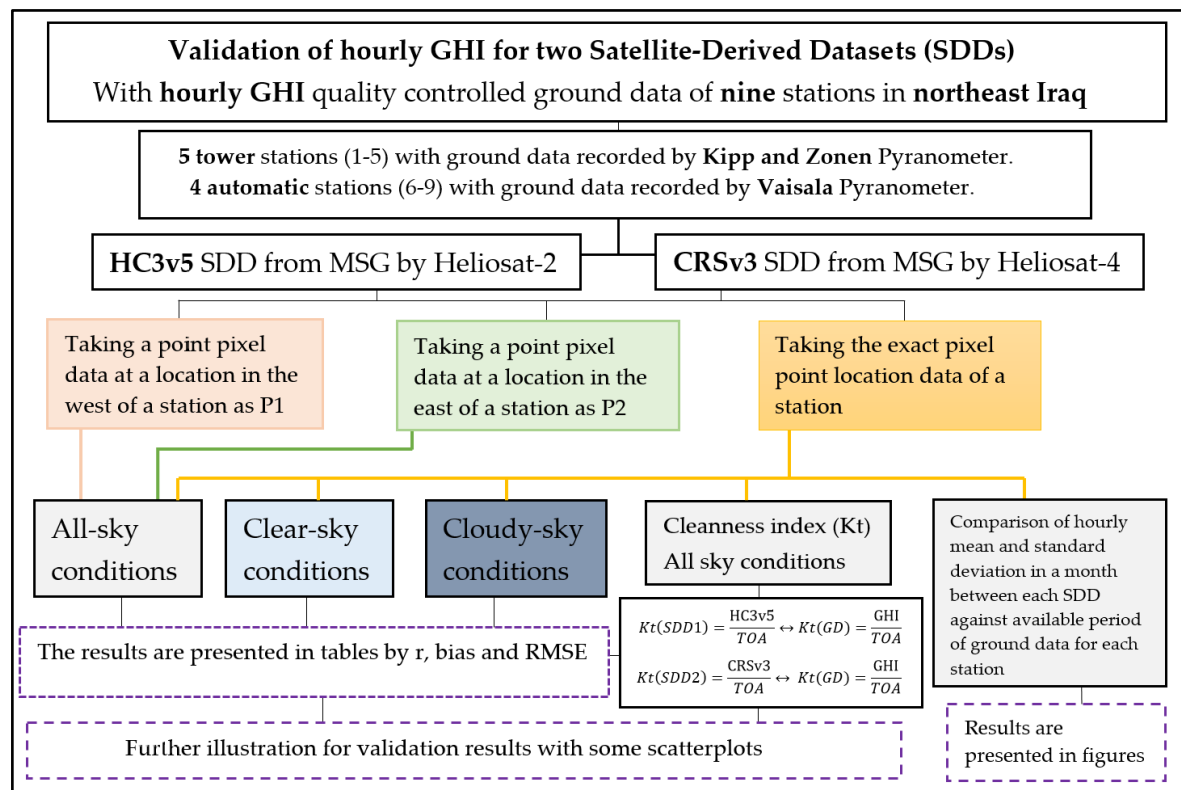 Validation of hourly GHI for two Satellite-Derived Datasets (SDDs)
With hourly GHI quality controlled ground data of nine stations in northeast Iraq
5 tower stations (1-5) with ground data recorded by Kipp and Zonen Pyranometer.
4 automatic stations (6-9) with ground data recorded by Vaisala Pyranometer.
HC3v5 SDD from MSG by Heliosat-2
CRSv3 SDD from MSG by Heliosat-4
Taking a point pixel
data at a location in the
west of a station as P1
Taking a point pixel
data at a location in the
east of a station as P2
Taking the exact pixel
point location data of a
station
All-sky
conditions
Clear-sky
conditions
Cloudy-sky
conditions
Cleanness index (Kt)
All sky conditions
Comparison of hourly
mean and standard
deviation in a month
between each SDD
against available period
of ground data for each
station
Kt(SDD1) = HC3v5/TOA ↔ Kt(GD) = GHI/TOA
Kt(SDD2) = CRSv3/TOA ↔ Kt(GD) = GHI/TOA
The results are presented in tables by r, bias and RMSE
Further illustration for validation results with some scatterplots
Results are
presented in figures